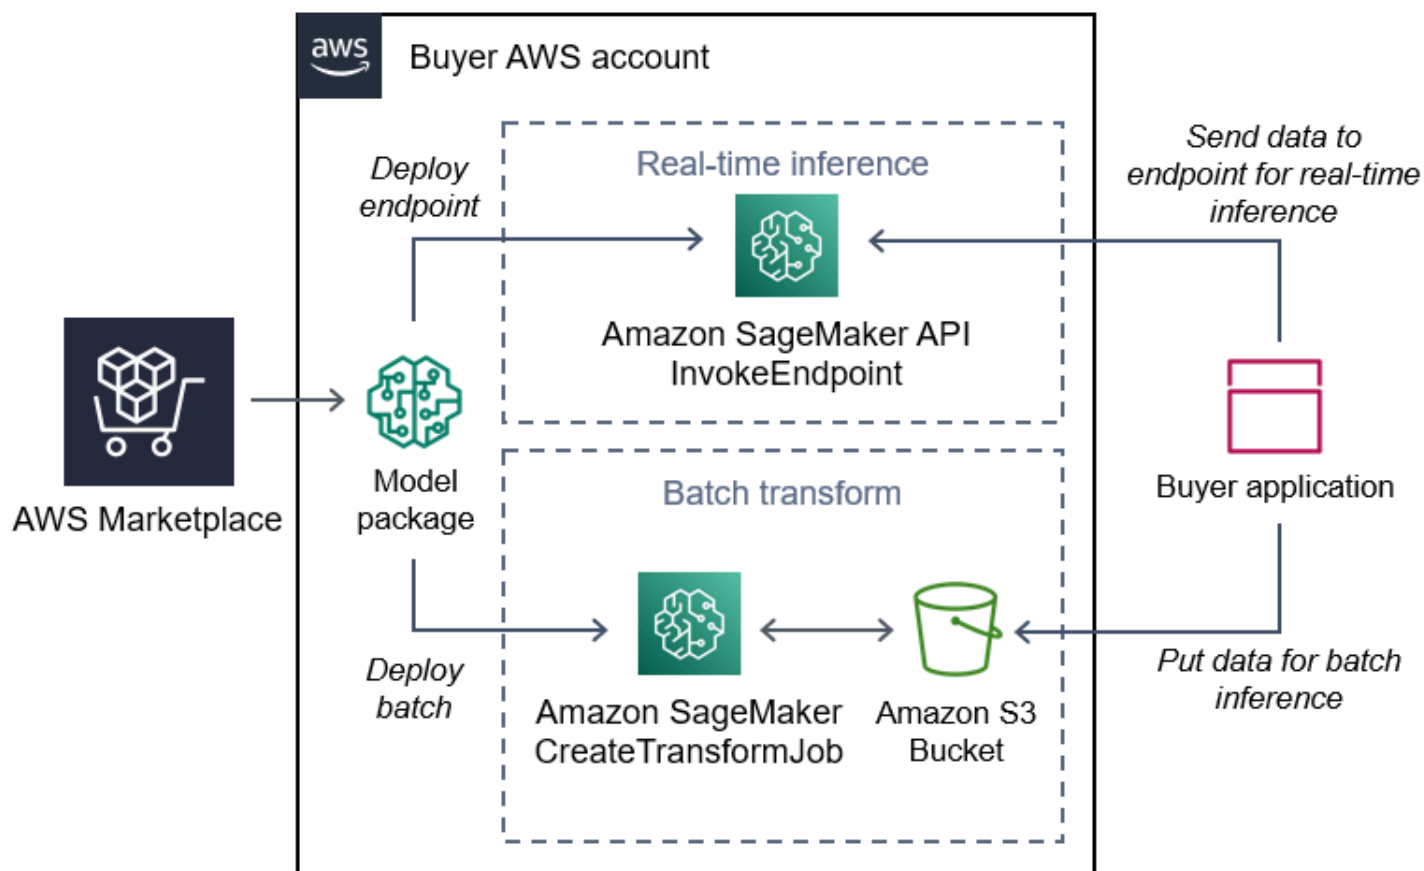 aws
Buyer AWS account
Deploy
endpoint
Real-time inference
Send data to
endpoint for real-time
inference
Amazon SageMaker API
InvokeEndpoint
AWS Marketplace
Model
package
Buyer application
Batch transform
Deploy
batch
Amazon SageMaker
CreateTransformJob
Amazon S3
Bucket
Put data for batch
inference